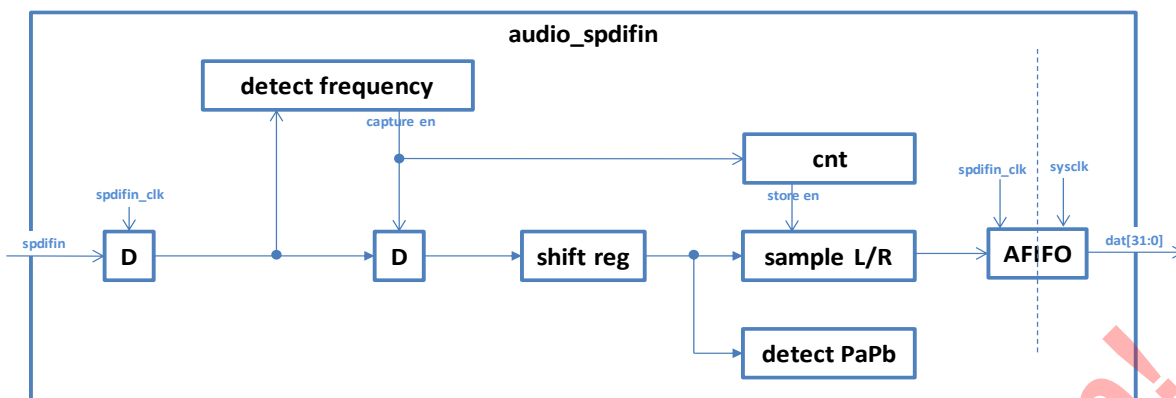 audio_spdifin
detect frequency
capture en
cnt
spdifin_clk
spdifin_clk
sysclk
store en
spdifin
D
D
shift reg
sample L/R
AFIFO
dat[31:0]
detect PaPb